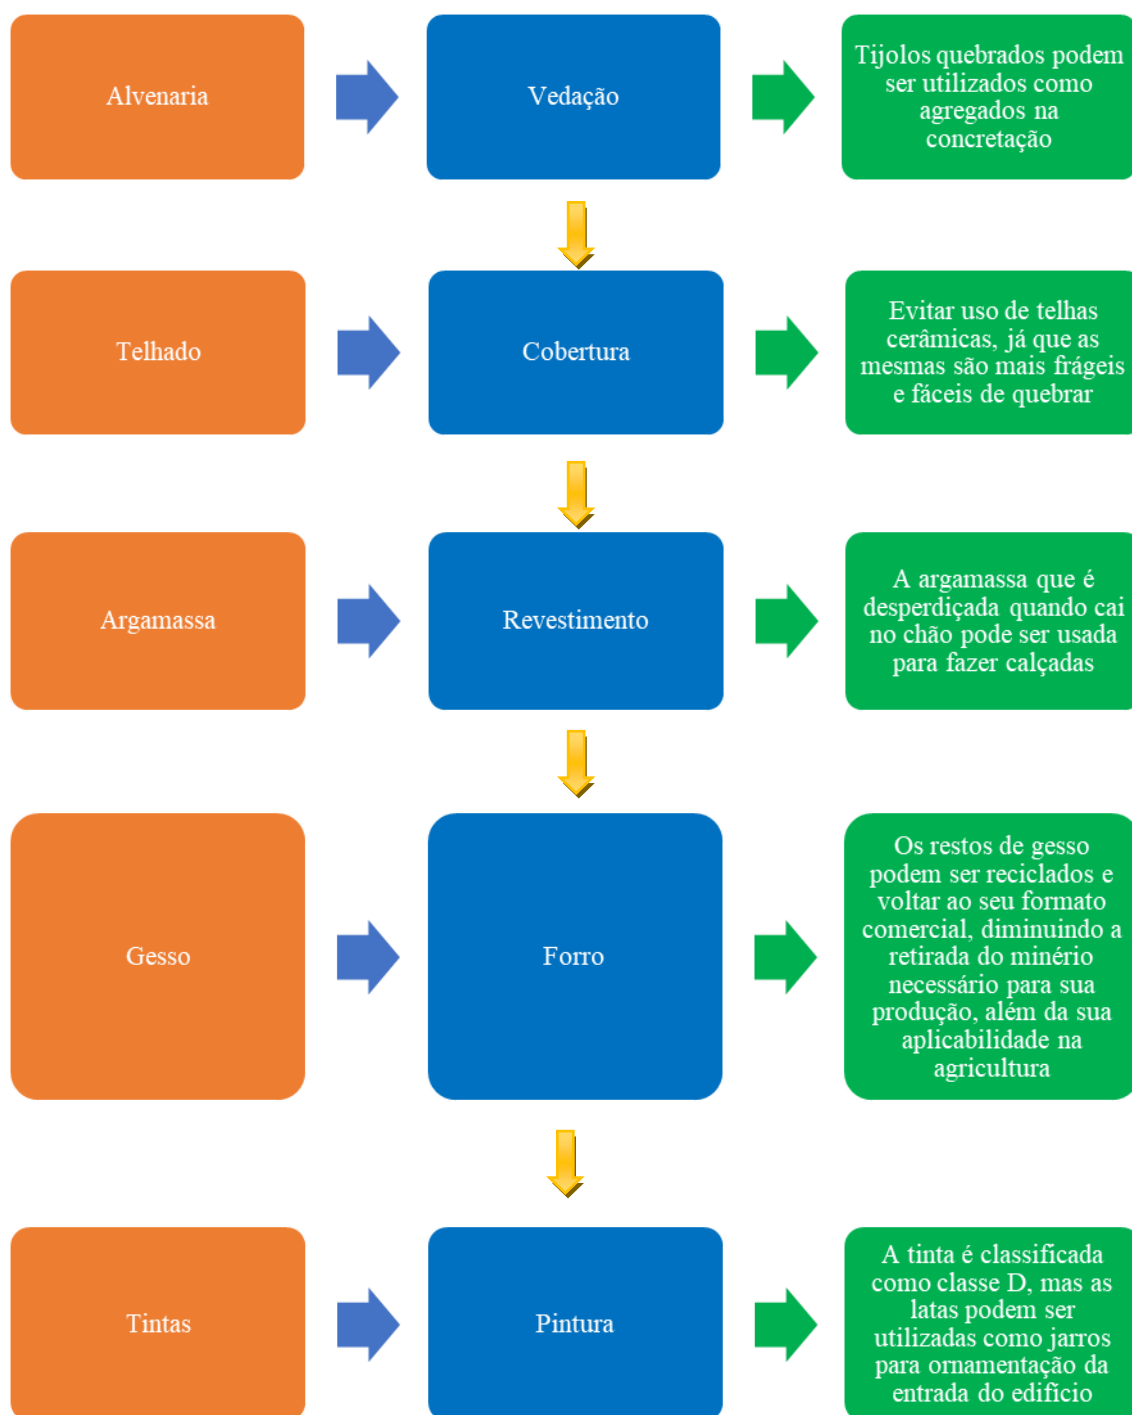 Alvenaria
Vedação
Tijolos quebrados podem
ser utilizados como
agregados na
concretação
Telhado
Cobertura
Evitar uso de telhas
cerâmicas, já que as
mesmas são mais frágeis
e fáceis de quebrar
Argamassa
Revestimento
A argamassa que é
desperdiçada quando cai
no chão pode ser usada
para fazer calçadas
Gesso
Forro
Os restos de gesso
podem ser reciclados e
voltar ao seu formato
comercial, diminuindo a
retirada do minério
necessário para sua
produção, além da sua
aplicabilidade na
agricultura
Tintas
Pintura
A tinta é classificada
como classe D, mas as
latas podem ser
utilizadas como jarros
para ornamentação da
entrada do edifício